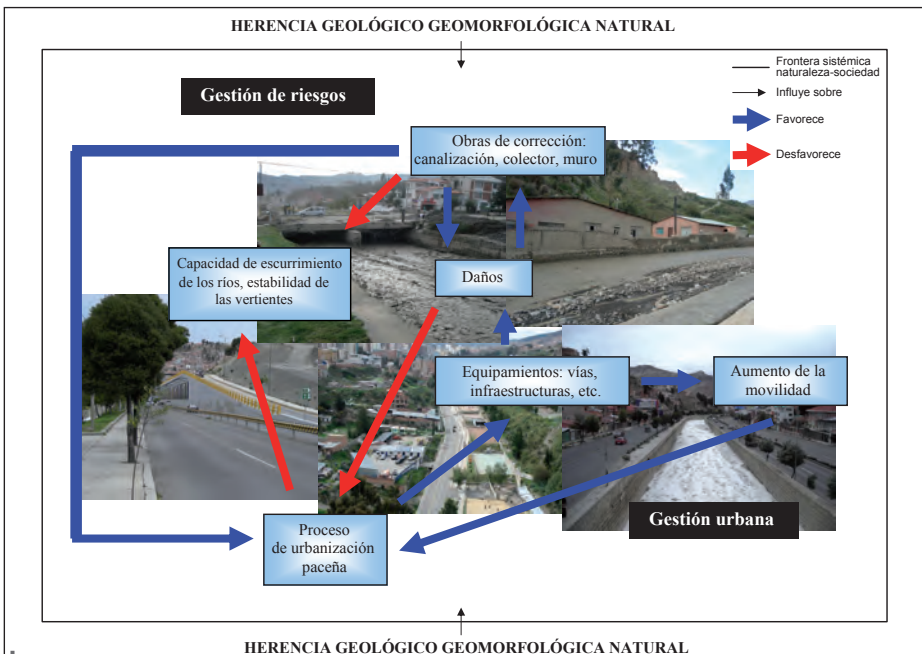 HERENCIA GEOLÓGICO GEOMORFOLÓGICA NATURAL
Frontera sistémica
naturaleza-sociedad
Influye sobre
Favorece
Desfavorece
Gestión de riesgos
Obras de corrección:
canalización, colector, muro
Capacidad de escurrimiento
de los ríos, estabilidad de
las vertientes
Daños
Equipamientos: vías,
infraestructuras, etc.
Aumento de la
movilidad
Gestión urbana
Proceso
de urbanización
paceña
HERENCIA GEOLÓGICO GEOMORFOLÓGICA NATURAL